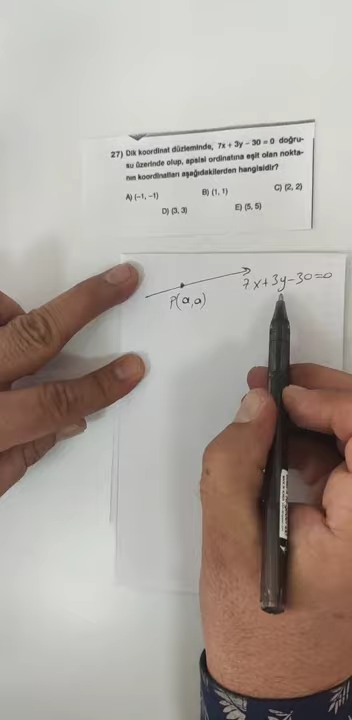 27) Dik koordinat düzleminde, 7x + 3y - 30 = 0 doğru-
su üzerinde olup, apsisi ordinatına eşit olan nokta-
nın koordinatları aşağıdakilerden hangisidir?
A) (-1, -1) B) (1, 1) C) (2, 2)
D) (3, 3) E) (5, 5)
7x+3y-30=0
P(a,a)